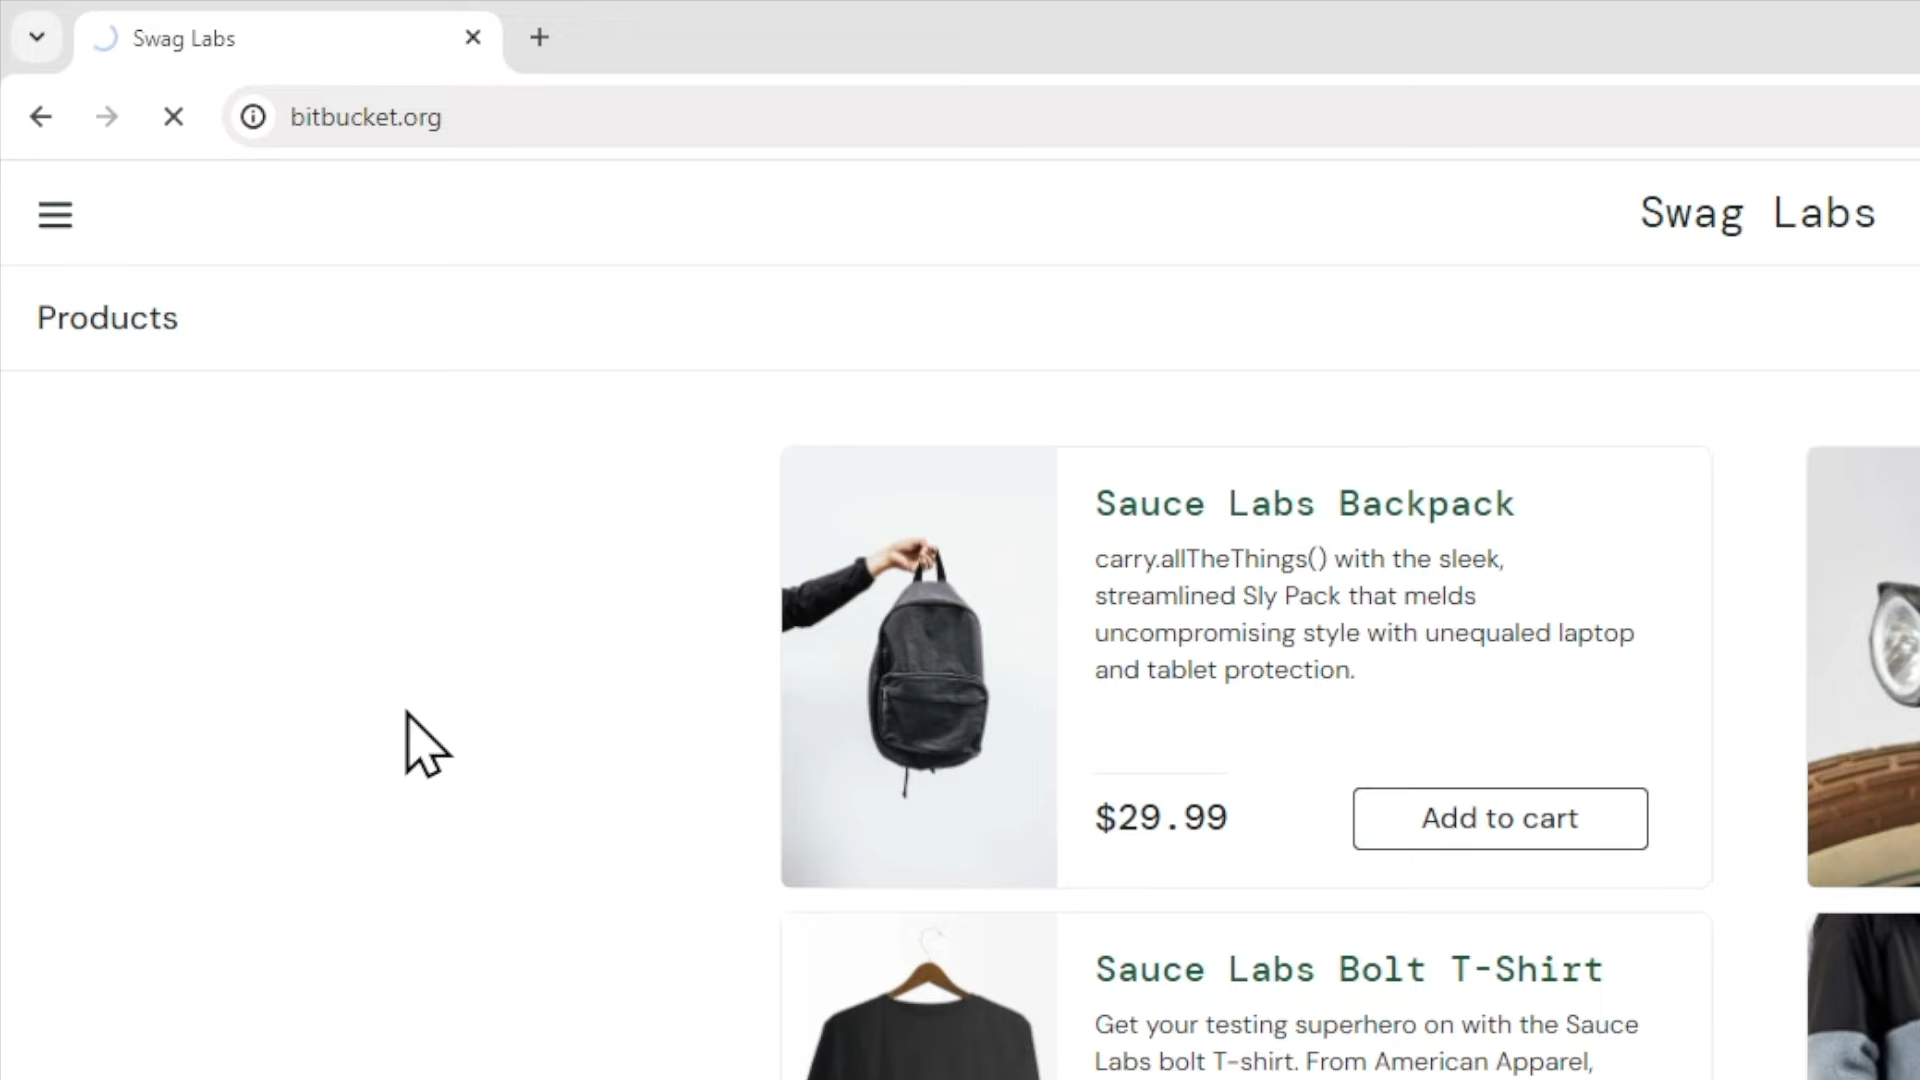 Swag Labs
bitbucket.org
Swag Labs
Products
Sauce Labs Backpack
carry.allTheThings() with the sleek,
streamlined Sly Pack that melds
uncompromising style with unequaled laptop
and tablet protection.
$29.99
Add to cart
Sauce Labs Bolt T-Shirt
Get your testing superhero on with the Sauce
Labs bolt T-shirt. From American Apparel,